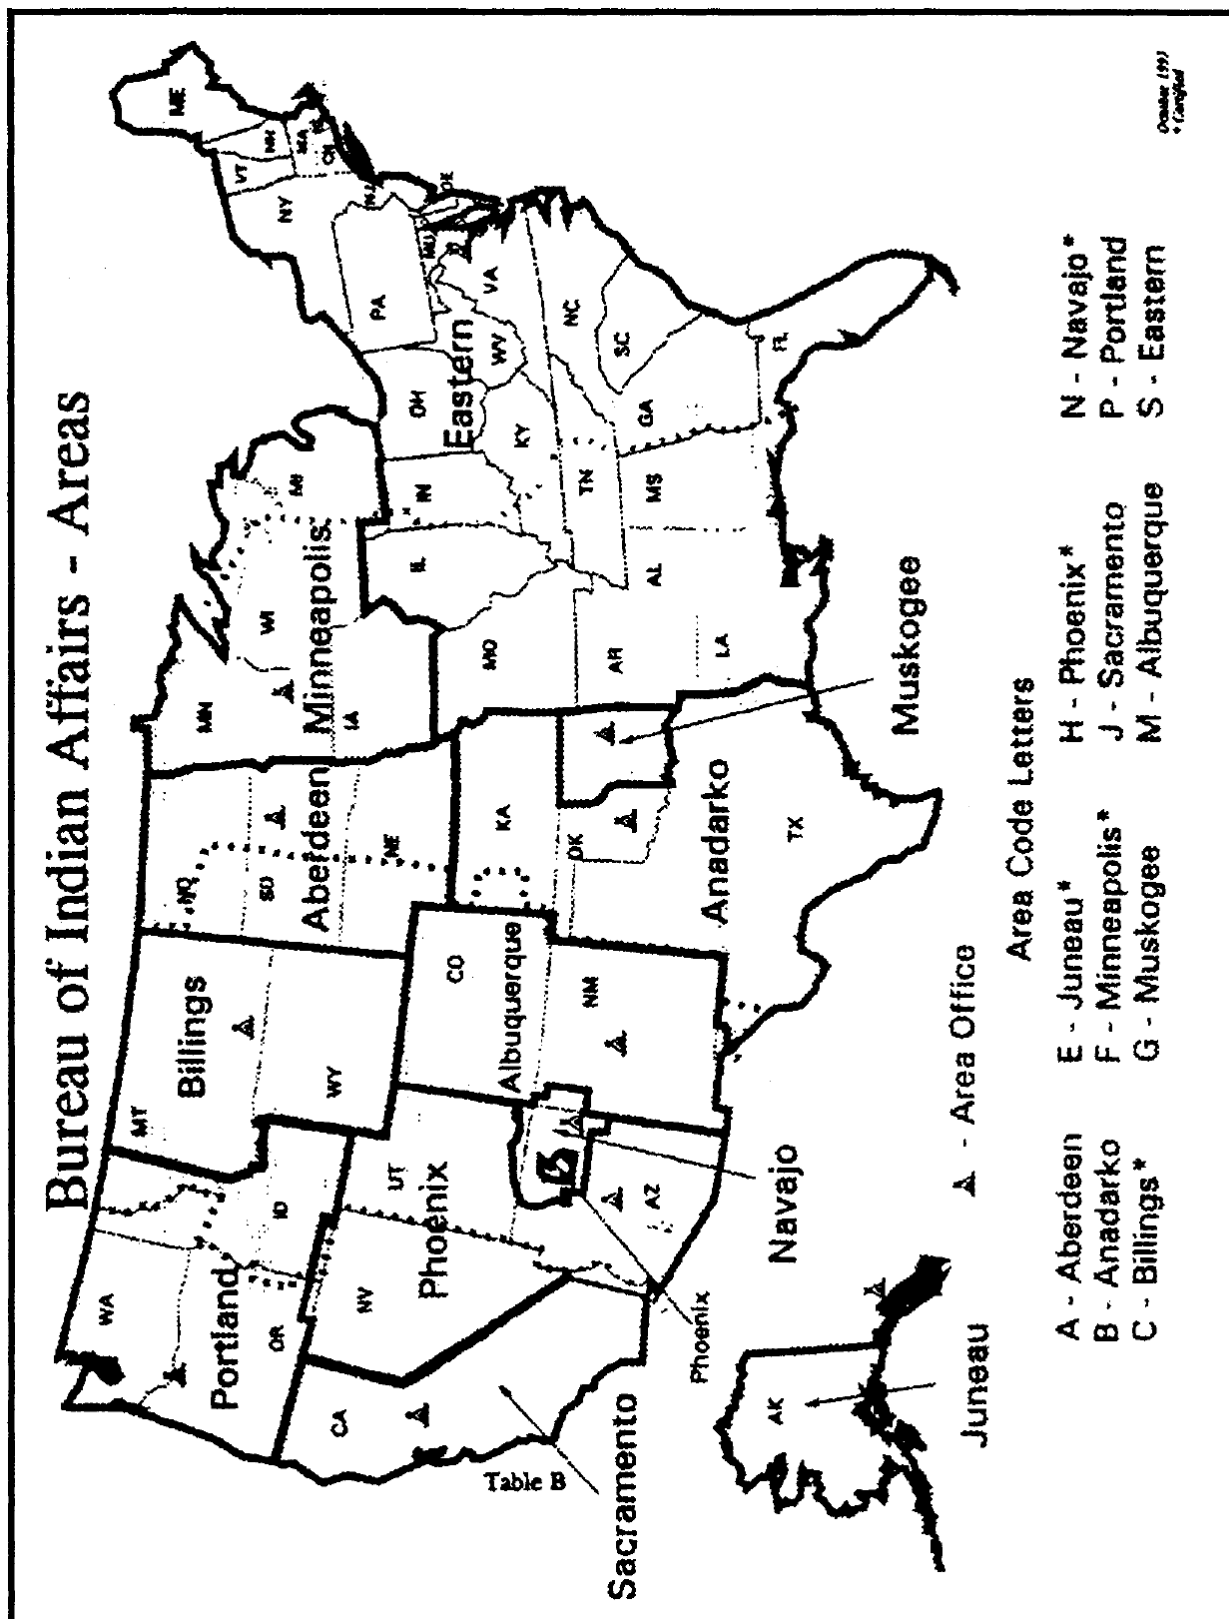 Bureau of Indian Affairs - Areas
WA
MT
ND
MN
ME
VT
NH
MA
NY
Portland
Billings
SD
WI
MI
OR
ID
WY
Aberdeen
Minneapolis
NE
IA
PA
NJ
DE
OH
IN
IL
Eastern
WV
VA
KY
CA
NV
UT
Phoenix
CO
Albuquerque
KA
MO
TN
NC
SC
Table B
B
AZ
NM
OK
AR
AL
MS
GA
LA
FL
Sacramento
Phoenix
Navajo
Anadarko
TX
Muskogee
AK
Juneau
- Area Office
Area Code Letters
A - Aberdeen E - Juneau* H - Phoenix* N - Navajo*
B - Anadarko F - Minneapolis* J - Sacramento P - Portland
C - Billings* G - Muskogee M - Albuquerque S - Eastern